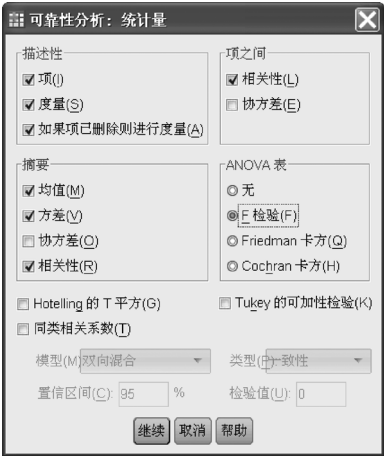 可靠性分析: 统计量
描述性
项(I)
度量(S)
如果项已删除则进行度量(A)
项之间
相关性(L)
协方差(E)
摘要
均值(M)
方差(V)
协方差(O)
相关性(R)
ANOVA 表
无
F 检验(F)
Friedman 卡方(Q)
Cochran 卡方(H)
Hotelling 的 T 平方(G)
Tukey 的可加性检验(K)
同类相关系数(T)
模型(M) 双向混合
类型(P): 一致性
置信区间(C): 95 %
检验值(U): 0
继续 取消 帮助